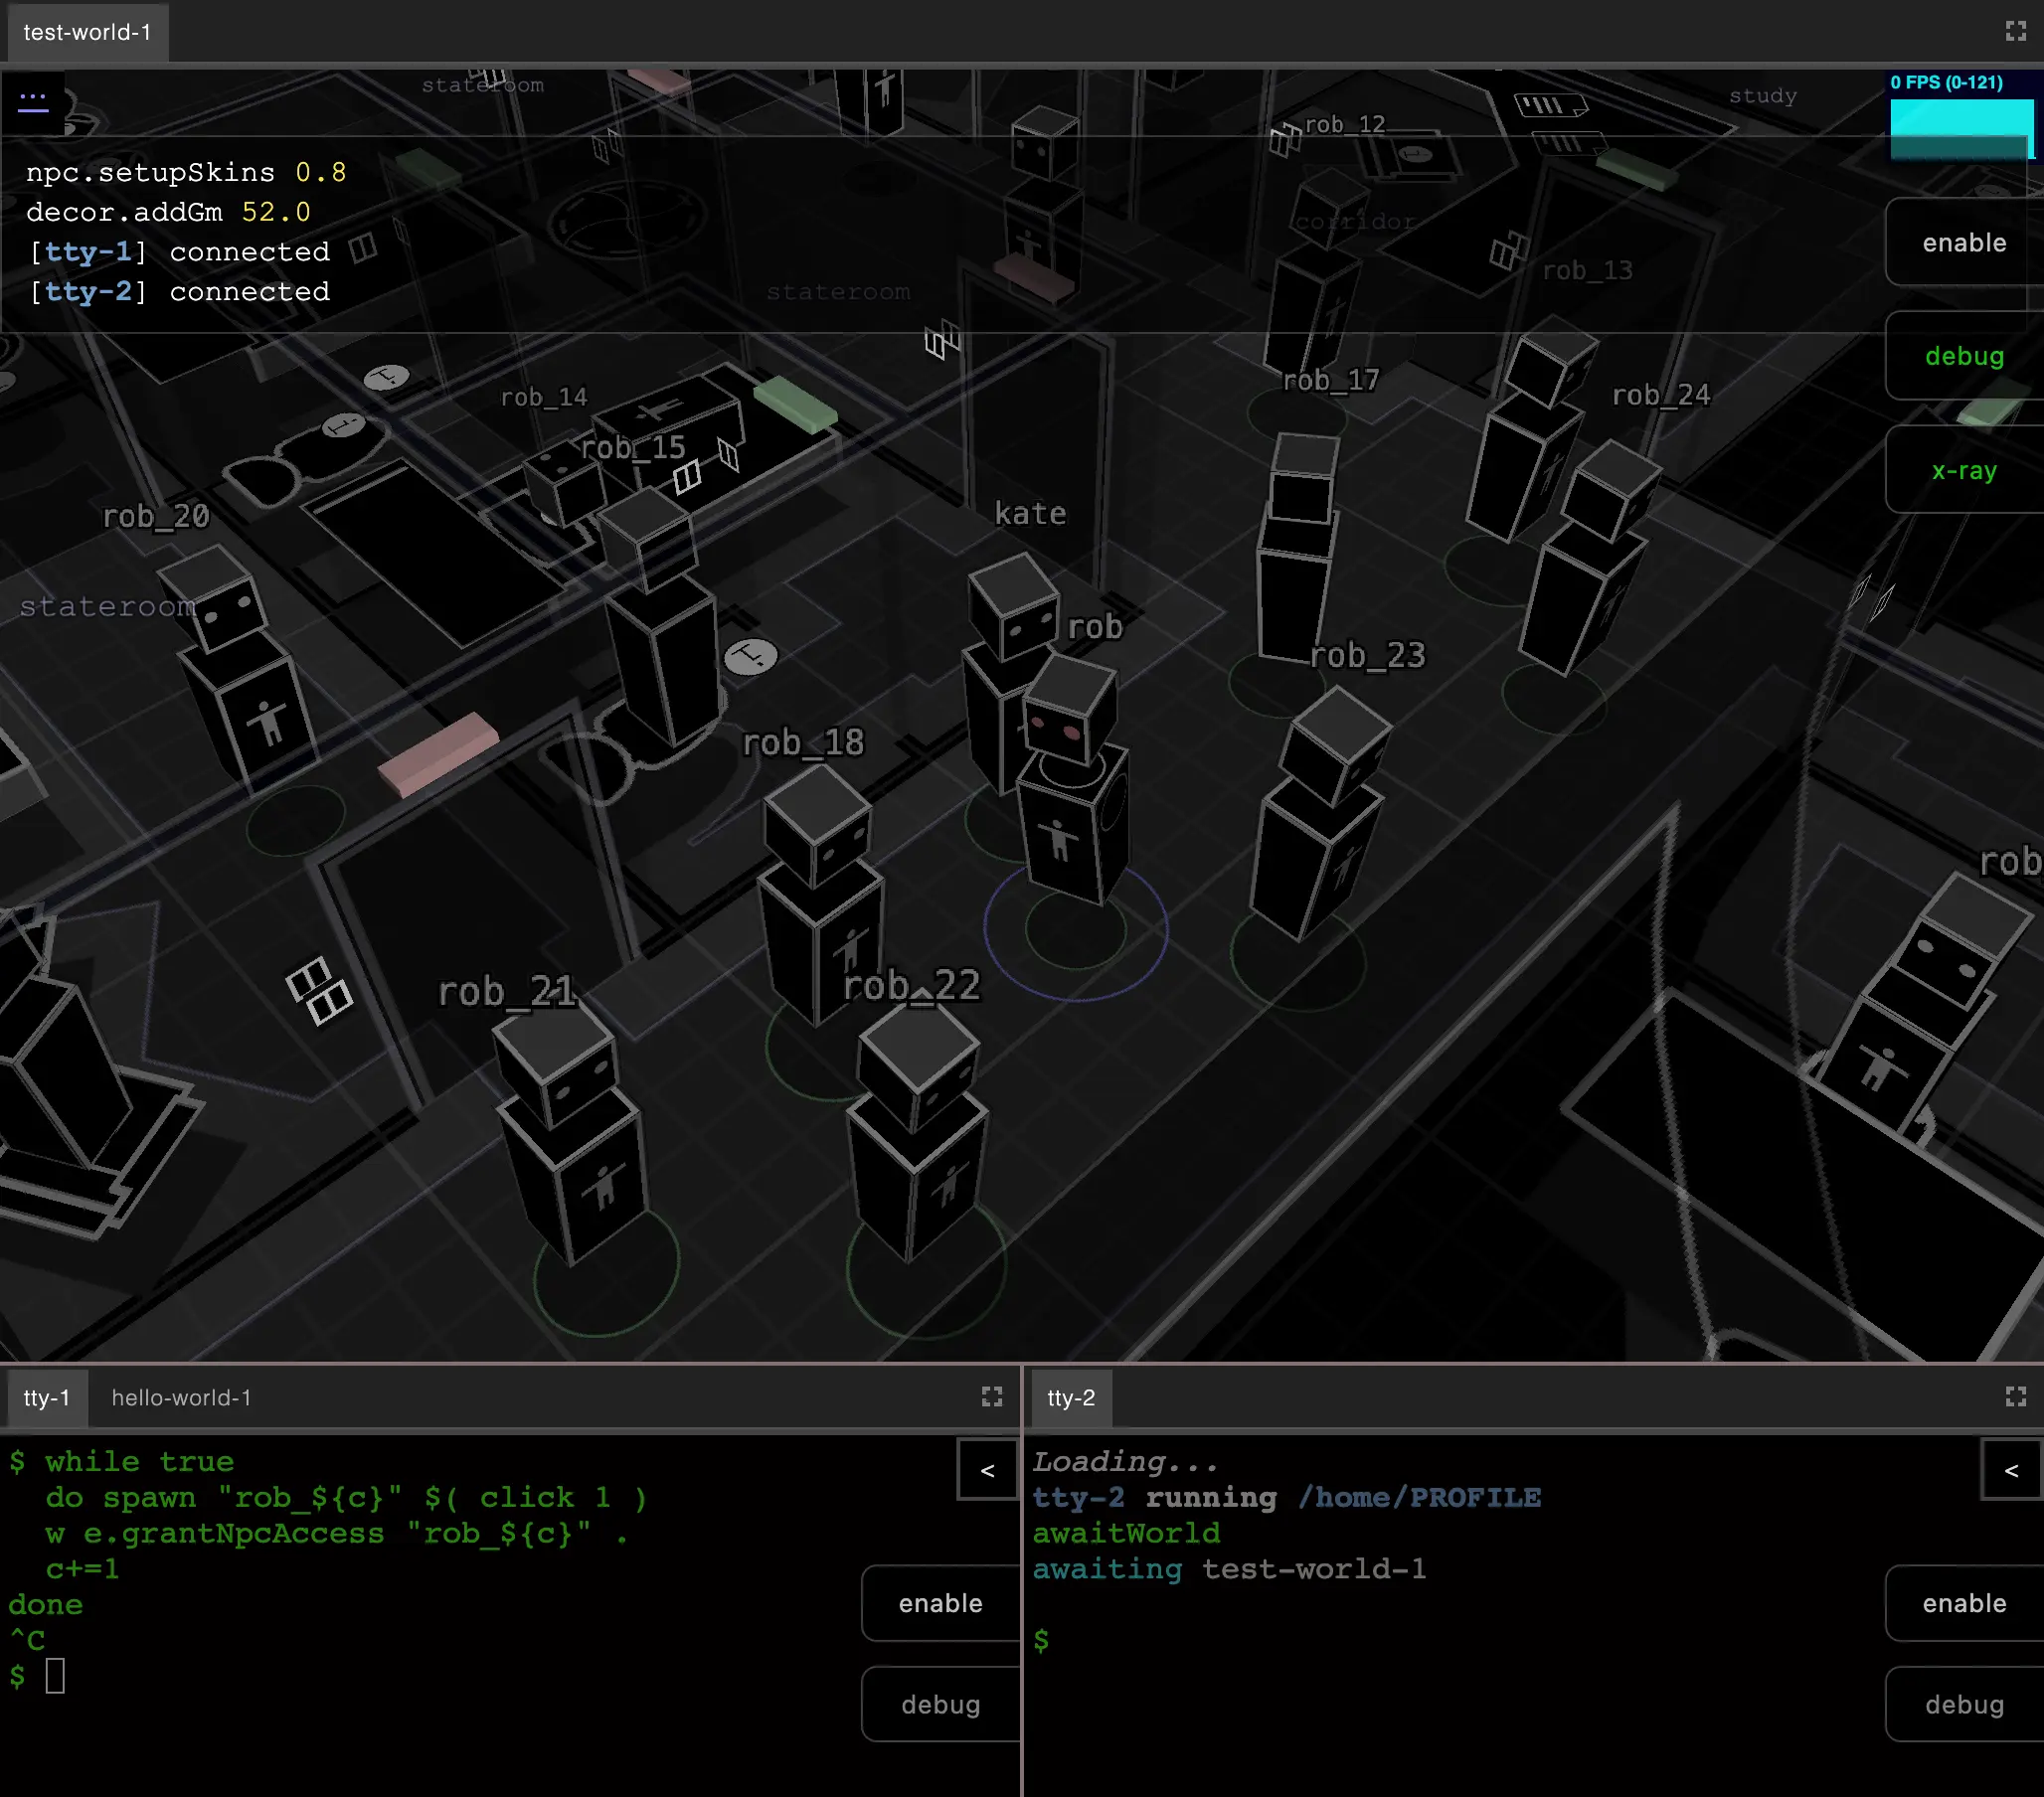 test-world-1
...
stateroom
0 FPS (0-121)
study
rob_12
npc.setupSkins 0.8
decor.addGm 52.0
[tty-1] connected
[tty-2] connected
corridor
enable
rob_13
stateroom
debug
rob_17
rob_14
rob_24
rob_15
x-ray
rob_20
kate
stateroom
rob
rob_23
rob_18
rob
rob_21
rob_22
tty-1
hello-world-1
$ while true
do spawn "rob_${c}" $( click 1 )
w e.grantNpcAccess "rob_${c}" .
c+=1
done
^C
$
<
enable
debug
tty-2
Loading...
tty-2 running /home/PROFILE
awaitWorld
awaiting test-world-1
$
<
enable
debug